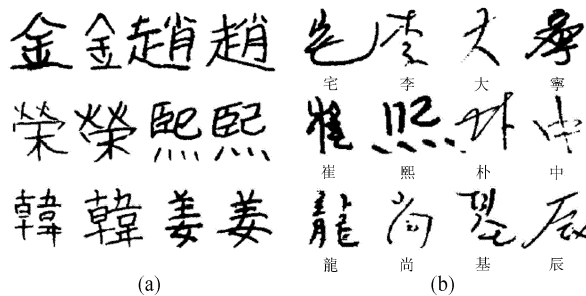 金 金 趙 趙
榮 榮 熙 熙
韓 韓 姜 姜
(a)
宅 李 大 寧
宅 李 大 寧
崔 熙 朴 中
崔 熙 朴 中
龍 尚 基 辰
龍 尚 基 辰
(b)